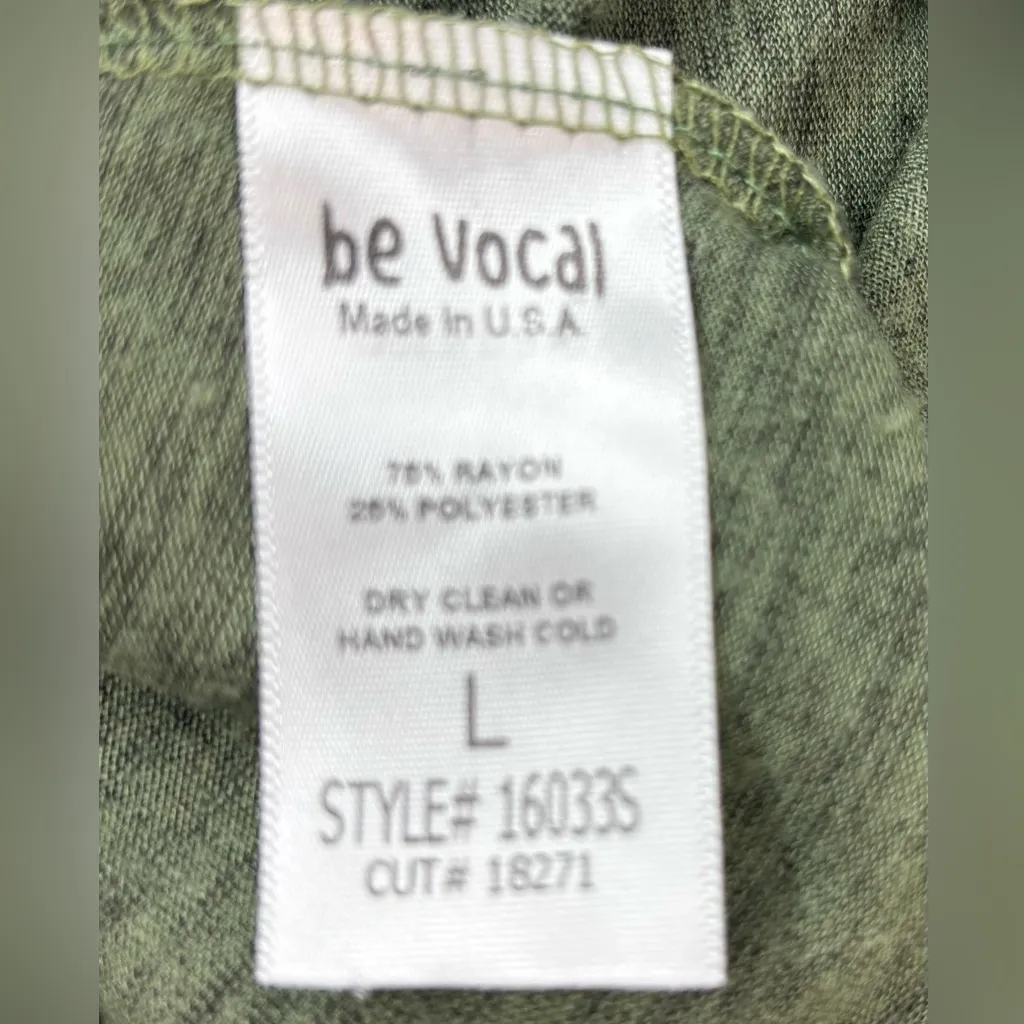 be Vocal
Made In U.S.A.
75% RAYON
25% POLYESTER
DRY CLEAN OR
HAND WASH COLD
L
STYLE# 16033S
CUT# 18271